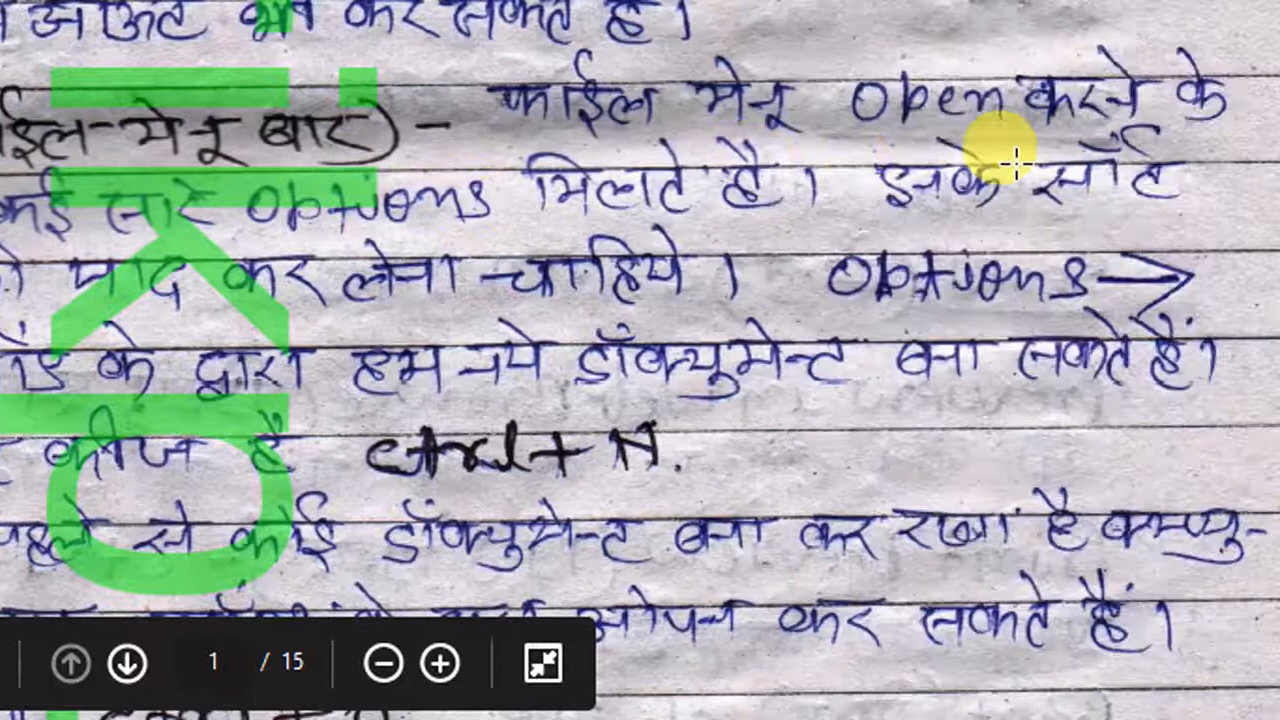 कर सकते है।
ाईल-मेनू बार) - फाईल मेनू Open करने के
कई सारे options मिलते है। इनके सॉर्ट
याद कर लेना चाहिये। options→
के द्वारा हम नये डॉक्युमेन्ट बना सकते हैं।
कीज है ctrl+N.
पहले से कोई डॉक्युमेन्ट बना कर रखा है कम्प्यु-
ओपन कर सकते हैं।
1 / 15